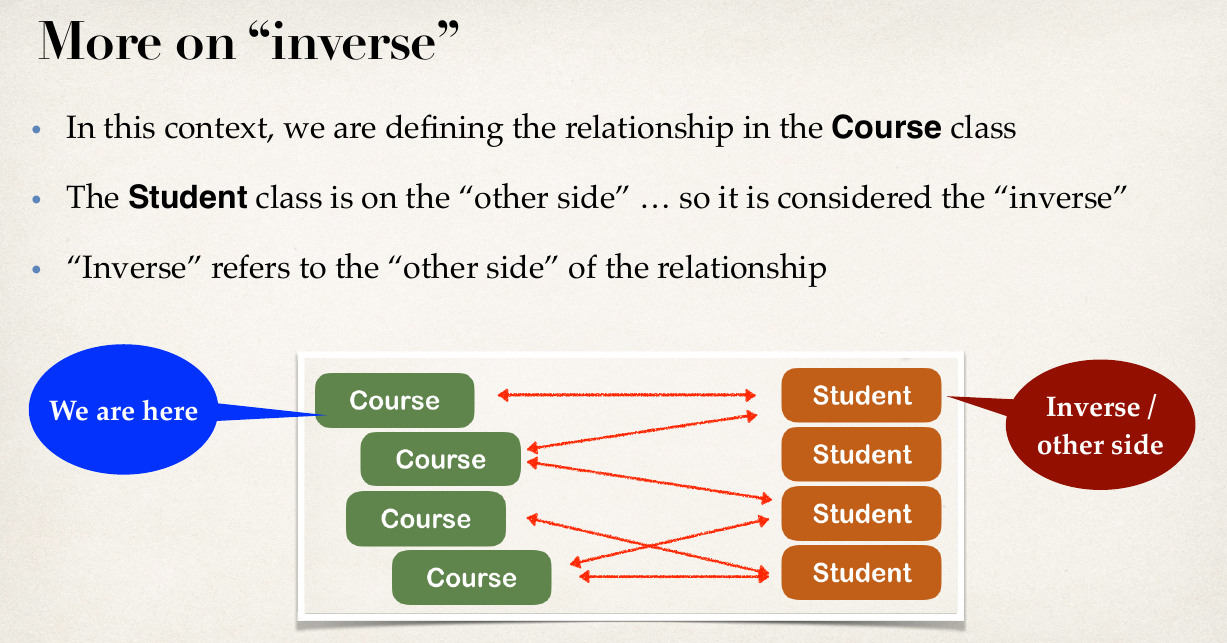 More on “inverse”
• In this context, we are defining the relationship in the Course class
• The Student class is on the “other side” … so it is considered the “inverse”
• “Inverse” refers to the “other side” of the relationship
We are here
Course
Course
Course
Course
Student
Student
Student
Student
Inverse /
other side